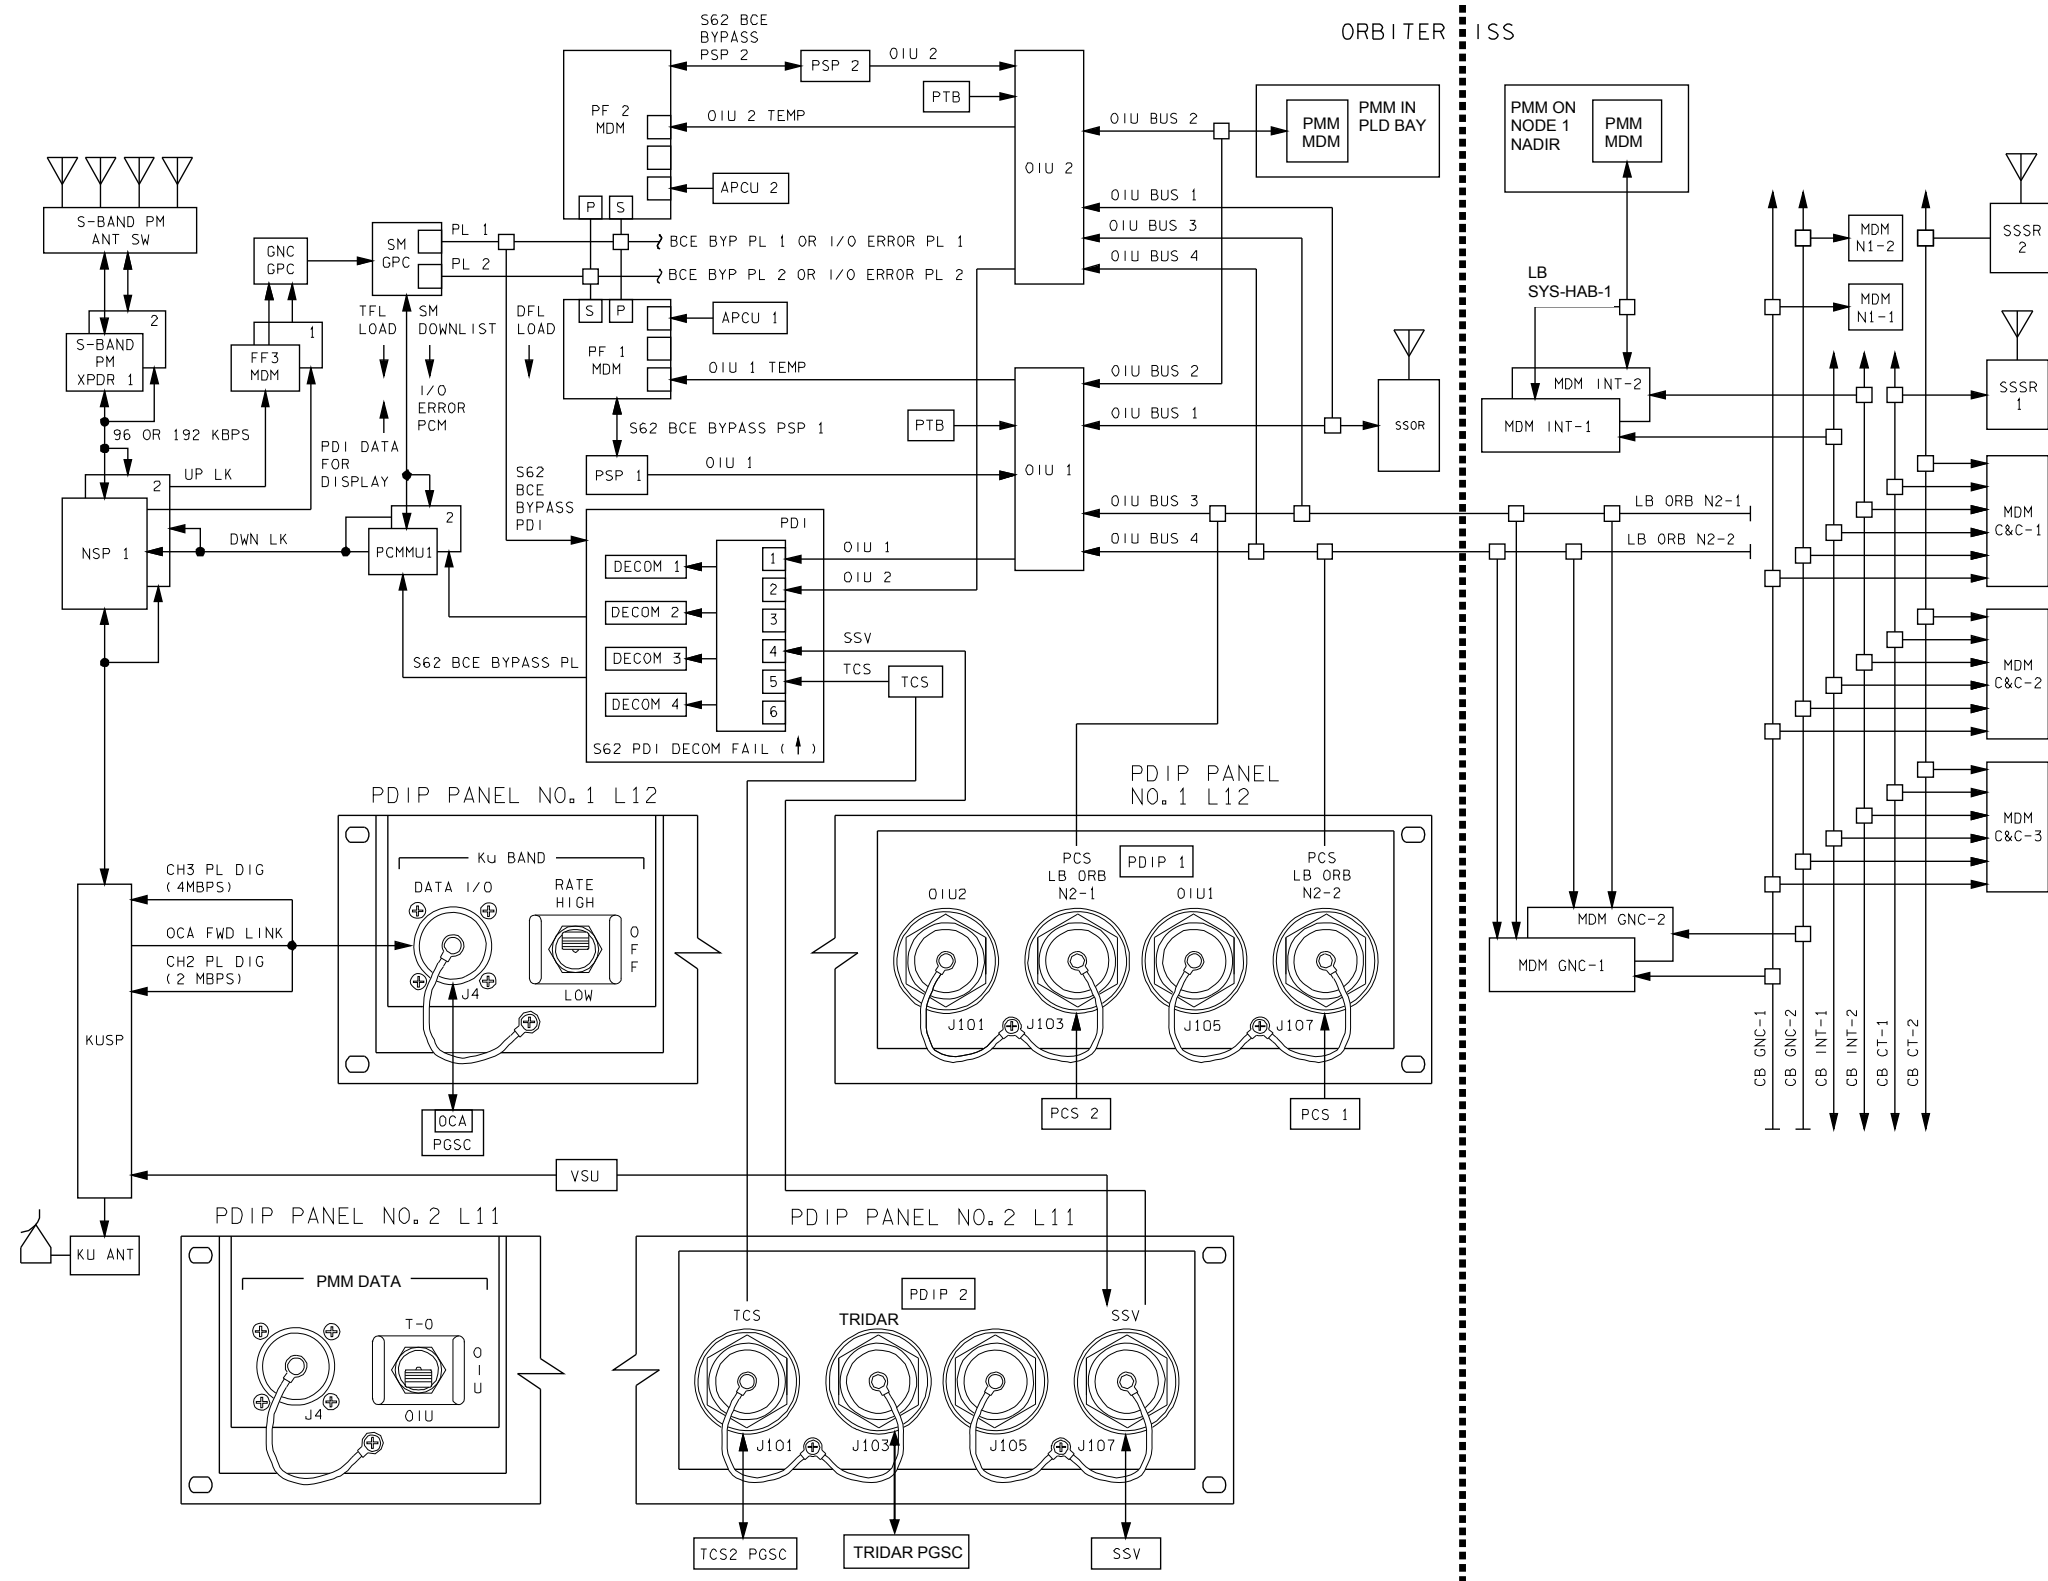 ORBITER ISS
S62 BCE
BYPASS
PSP 2
PSP 2
OIU 2
PTB
PF 2
MDM
OIU 2 TEMP
APCU 2
P
S
OIU 2
OIU BUS 2
OIU BUS 1
OIU BUS 3
OIU BUS 4
PMM
MDM
PMM IN
PLD BAY
PMM ON
NODE 1
NADIR
PMM
MDM
LB
SYS-HAB-1
MDM
N1-2
MDM
N1-1
SSSR
2
SSSR
1
S-BAND PM
ANT SW
2
S-BAND
PM
XPDR 1
GNC
GPC
1
FF3
MDM
SM
GPC
PL 1
PL 2
BCE BYP PL 1 OR I/O ERROR PL 1
BCE BYP PL 2 OR I/O ERROR PL 2
TFL
LOAD
SM
DOWNLIST
DFL
LOAD
S
P
PF 1
MDM
APCU 1
OIU 1 TEMP
I/O
ERROR
PCM
PDI DATA
FOR
DISPLAY
S62 BCE BYPASS PSP 1
PSP 1
OIU 1
PTB
OIU 1
OIU BUS 2
OIU BUS 1
OIU BUS 3
OIU BUS 4
SSOR
MDM INT-2
MDM INT-1
LB ORB N2-1
LB ORB N2-2
MDM
C&C-1
MDM
C&C-2
MDM
C&C-3
96 OR 192 KBPS
UP LK
2
NSP 1
DWN LK
2
PCMMU1
S62
BCE
BYPASS
PDI
PDI
DECOM 1
DECOM 2
DECOM 3
DECOM 4
1
2
3
4
5
6
OIU 1
OIU 2
SSV
TCS
TCS
S62 BCE BYPASS PL
S62 PDI DECOM FAIL ( )
PDIP PANEL NO. 1 L12
Ku BAND
DATA I/O
RATE
HIGH
O
F
F
LOW
J4
OCA
PGSC
CH3 PL DIG
(4MBPS)
OCA FWD LINK
CH2 PL DIG
(2 MBPS)
KUSP
KU ANT
VSU
PDIP PANEL
NO. 1 L12
PDIP 1
OIU2
PCS
LB ORB
N2-1
OIU1
PCS
LB ORB
N2-2
J101
J103
J105
J107
PCS 2
PCS 1
MDM GNC-2
MDM GNC-1
CB GNC-1
CB GNC-2
CB INT-1
CB INT-2
CB CT-1
CB CT-2
PDIP PANEL NO. 2 L11
PMM DATA
T-0
O
I
U
OIU
J4
PDIP PANEL NO. 2 L11
PDIP 2
TCS
TRIDAR
SSV
J101
J103
J105
J107
TCS2 PGSC
TRIDAR PGSC
SSV